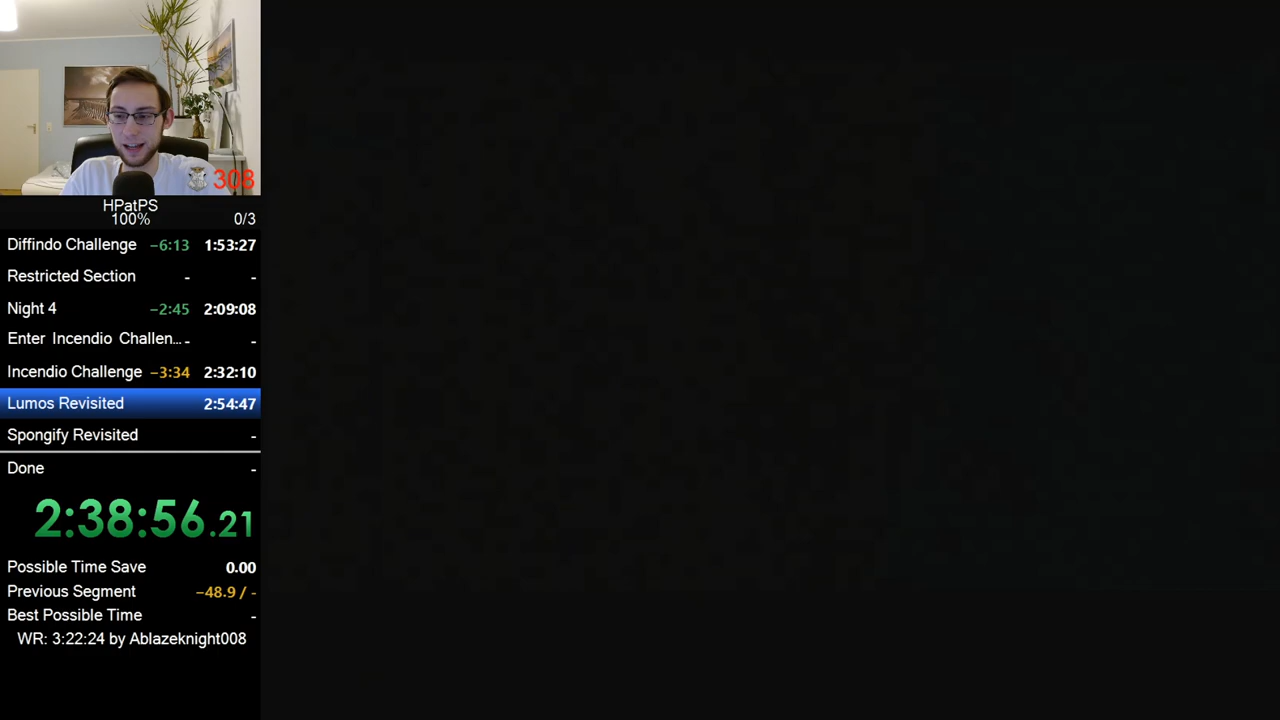 308
HPatPS
100% 0/3
Diffindo Challenge -6:13 1:53:27
Restricted Section - -
Night 4 -2:45 2:09:08
Enter Incendio Challen... - -
Incendio Challenge -3:34 2:32:10
Lumos Revisited 2:54:47
Spongify Revisited -
Done -
2:38:56.21
Possible Time Save 0.00
Previous Segment -48.9 / -
Best Possible Time -
WR: 3:22:24 by Ablazeknight008